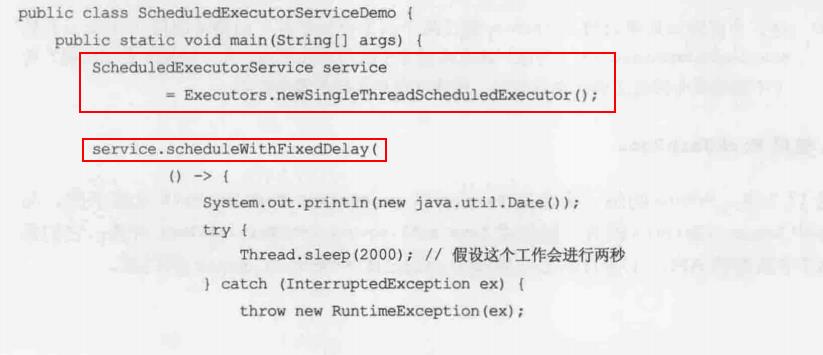 public class ScheduledExecutorServiceDemo {
public static void main(String[] args) {
ScheduledExecutorService service
= Executors.newSingleThreadScheduledExecutor();
service.scheduleWithFixedDelay(
() -> {
System.out.println(new java.util.Date());
try {
Thread.sleep(2000); // 假设这个工作会进行两秒
} catch (InterruptedException ex) {
throw new RuntimeException(ex);